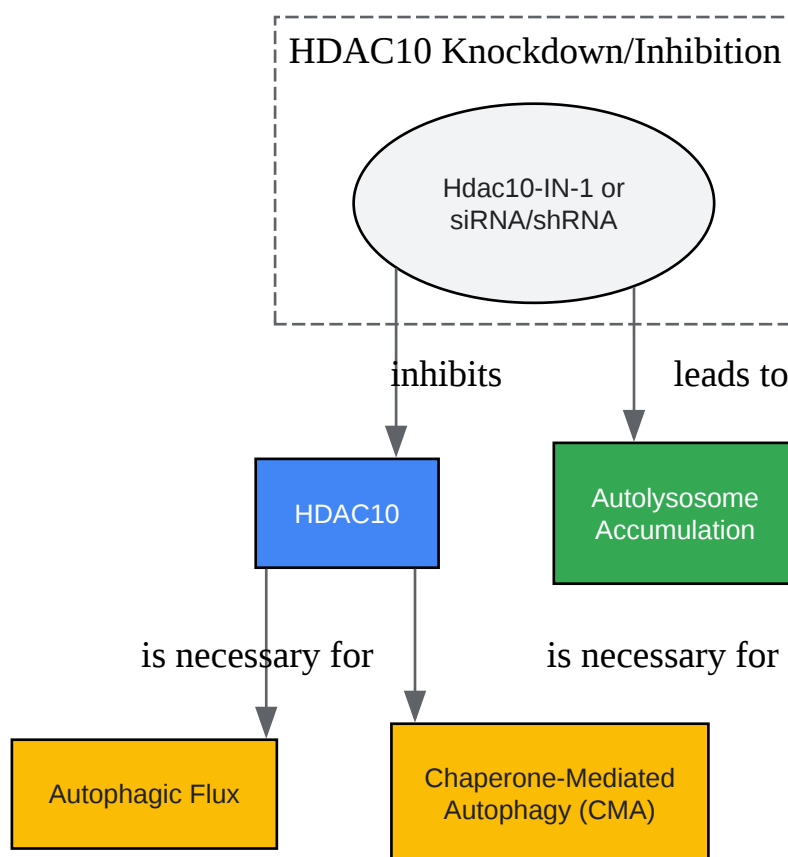 HDAC10 Knockdown/Inhibition
Hdac10-IN-1 or
siRNA/shRNA
inhibits
leads to
HDAC10
Autolysosome
Accumulation
is necessary for
is necessary for
Autophagic Flux
Chaperone-Mediated
Autophagy (CMA)